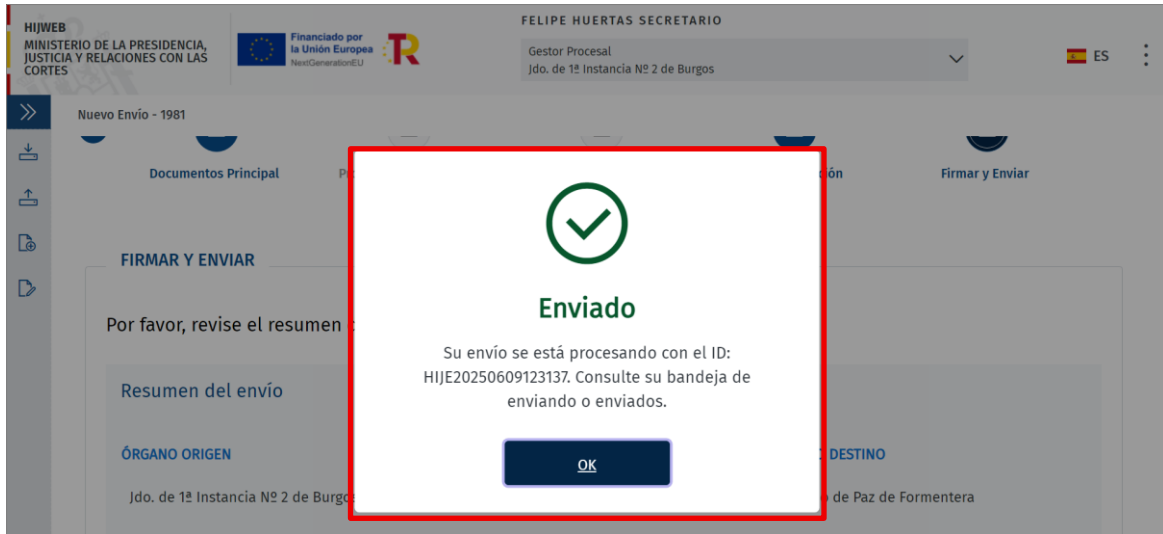 HIJWEB
MINISTERIO DE LA PRESIDENCIA,
JUSTICIA Y RELACIONES CON LAS
CORTES
Financiado por
la Unión Europea
NextGenerationEU
R
FELIPE HUERTAS SECRETARIO
Gestor Procesal
Jdo. de 1ª Instancia Nº 2 de Burgos
ES
Nuevo Envío - 1981
Documentos Principal
ión
Firmar y Enviar
FIRMAR Y ENVIAR
Por favor, revise el resumen
Enviado
Su envío se está procesando con el ID:
HIJE20250609123137. Consulte su bandeja de
enviando o enviados.
OK
Resumen del envío
ÓRGANO ORIGEN
DESTINO
Jdo. de 1ª Instancia Nº 2 de Burgo
de Paz de Formentera